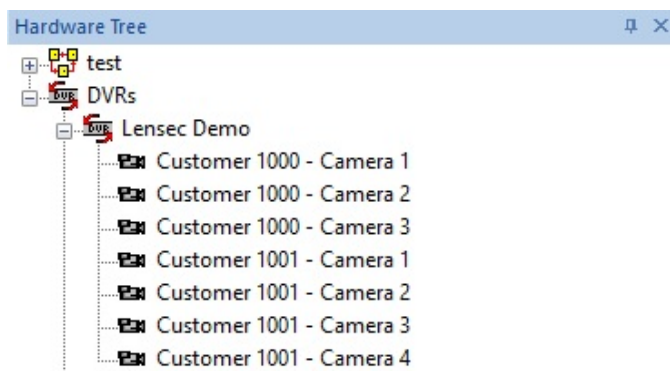 Hardware Tree
test
DVRs
Lensec Demo
Customer 1000 - Camera 1
Customer 1000 - Camera 2
Customer 1000 - Camera 3
Customer 1001 - Camera 1
Customer 1001 - Camera 2
Customer 1001 - Camera 3
Customer 1001 - Camera 4